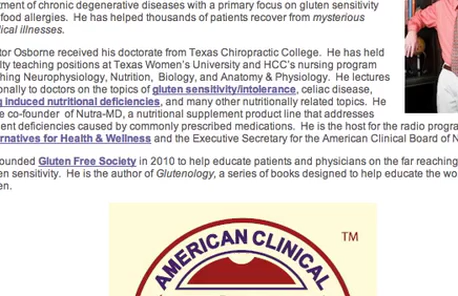 tment of chronic degenerative diseases with a primary focus on gluten sensitivity
food allergies. He has helped thousands of patients recover from mysterious
dical illnesses.
tor Osborne received his doctorate from Texas Chiropractic College. He has held
lty teaching positions at Texas Women's University and HCC's nursing program
hing Neurophysiology, Nutrition, Biology, and Anatomy & Physiology. He lectures
onally to doctors on the topics of gluten sensitivity/intolerance, celiac disease,
g induced nutritional deficiencies, and many other nutritionally related topics. He
e co-founder of Nutra-MD, a nutritional supplement product line that addresses
ent deficiencies caused by commonly prescribed medications. He is the host for the radio progra
rnatives for Health & Wellness and the Executive Secretary for the American Clinical Board of N
ounded Gluten Free Society in 2010 to help educate patients and physicians on the far reaching
en sensitivity. He is the author of Glutenology, a series of books designed to help educate the wo
en.
TM
AMERICAN CLINICAL